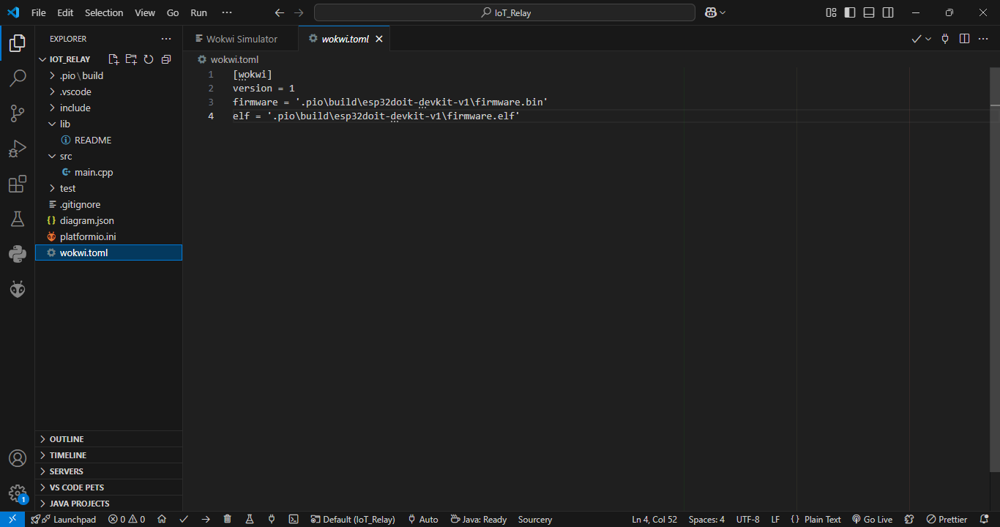 File Edit Selection View Go Run ···
IoT_Relay
EXPLORER ···
IOT_RELAY
.pio \ build
.vscode
include
lib
README
src
main.cpp
test
.gitignore
diagram.json
platformio.ini
wokwi.toml
OUTLINE
TIMELINE
SERVERS
VS CODE PETS
JAVA PROJECTS
Wokwi Simulator
wokwi.toml
wokwi.toml
1 [wokwi]
2 version = 1
3 firmware = '.pio\build\esp32doit-devkit-v1\firmware.bin'
4 elf = '.pio\build\esp32doit-devkit-v1\firmware.elf'
1
Launchpad 0 0 Default (IoT_Relay) Auto Java: Ready Sourcery Ln 4, Col 52 Spaces: 4 UTF-8 LF {} Plain Text Go Live Prettier